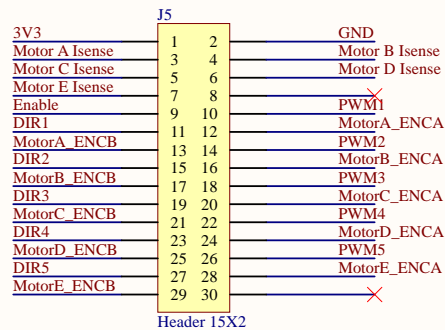 J5
3V3 1 2 GND
Motor A Isense 3 4 Motor B Isense
Motor C Isense 5 6 Motor D Isense
Motor E Isense 7 8
Enable 9 10 PWM1
DIR1 11 12 MotorA_ENCA
MotorA_ENCB 13 14 PWM2
DIR2 15 16 MotorB_ENCA
MotorB_ENCB 17 18 PWM3
DIR3 19 20 MotorC_ENCA
MotorC_ENCB 21 22 PWM4
DIR4 23 24 MotorD_ENCA
MotorD_ENCB 25 26 PWM5
DIR5 27 28 MotorE_ENCA
MotorE_ENCB 29 30
Header 15X2